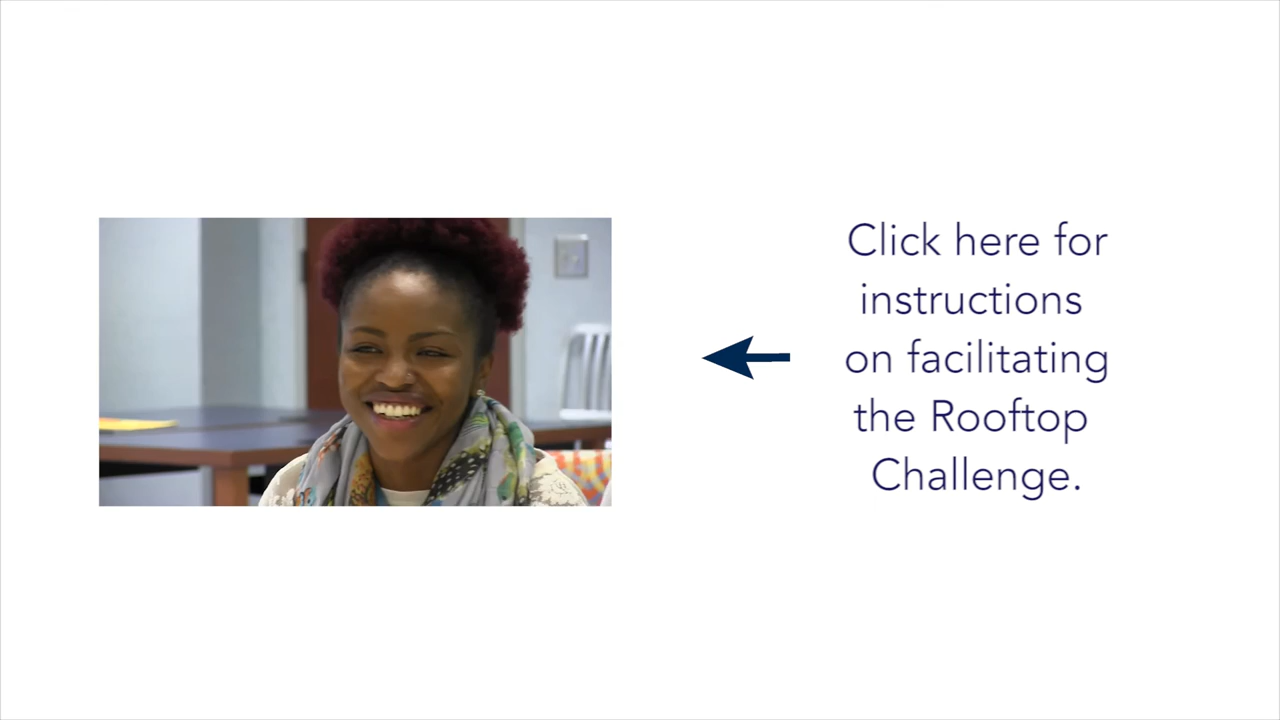 Click here for
instructions
on facilitating
the Rooftop
Challenge.